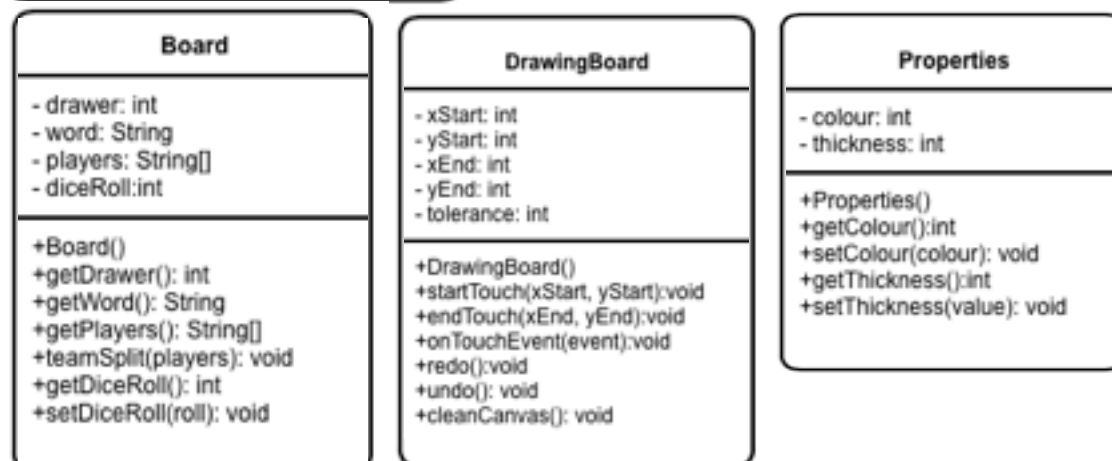 Board
- drawer: int
- word: String
- players: String[]
- diceRoll:int
+Board()
+getDrawer(): int
+getWord(): String
+getPlayers(): String[]
+teamSplit(players): void
+getDiceRoll(): int
+setDiceRoll(roll): void
DrawingBoard
- xStart: int
- yStart: int
- xEnd: int
- yEnd: int
- tolerance: int
+DrawingBoard()
+startTouch(xStart, yStart):void
+endTouch(xEnd, yEnd):void
+onTouchEvent(event):void
+redo():void
+undo(): void
+cleanCanvas(): void
Properties
- colour: int
- thickness: int
+Properties()
+getColour():int
+setColour(colour): void
+getThickness():int
+setThickness(value): void